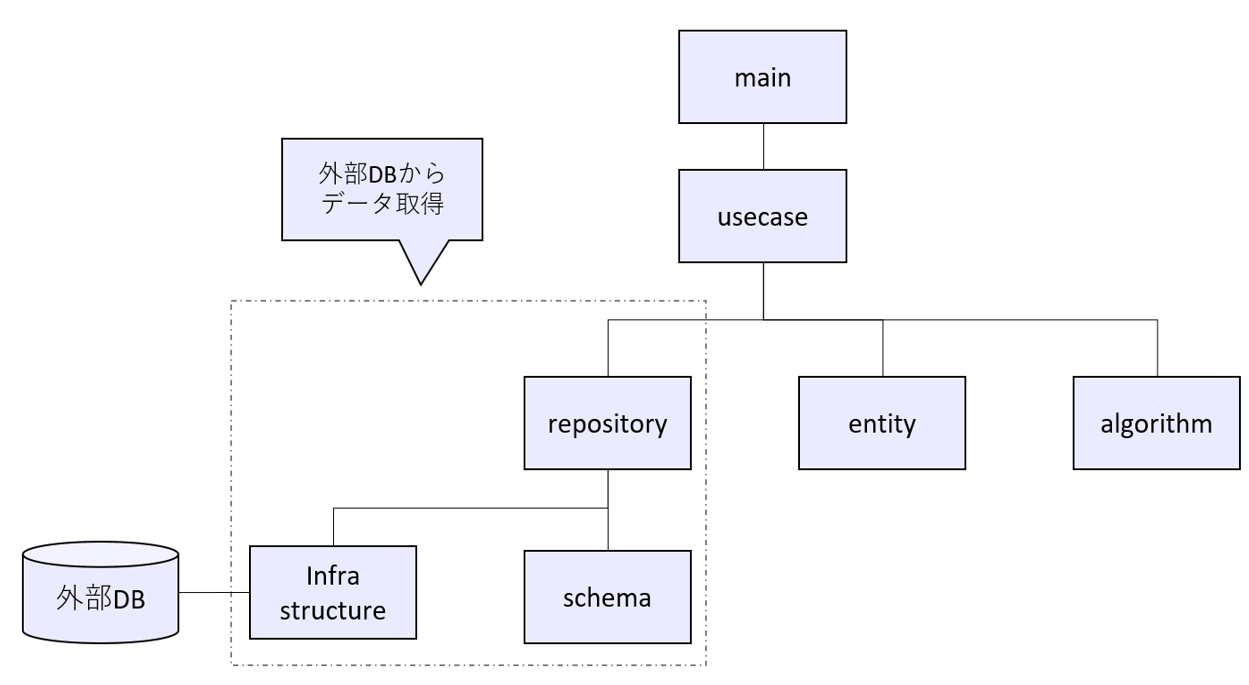 main
外部DBから
データ取得
usecase
repository
entity
algorithm
Infra
structure
schema
外部DB